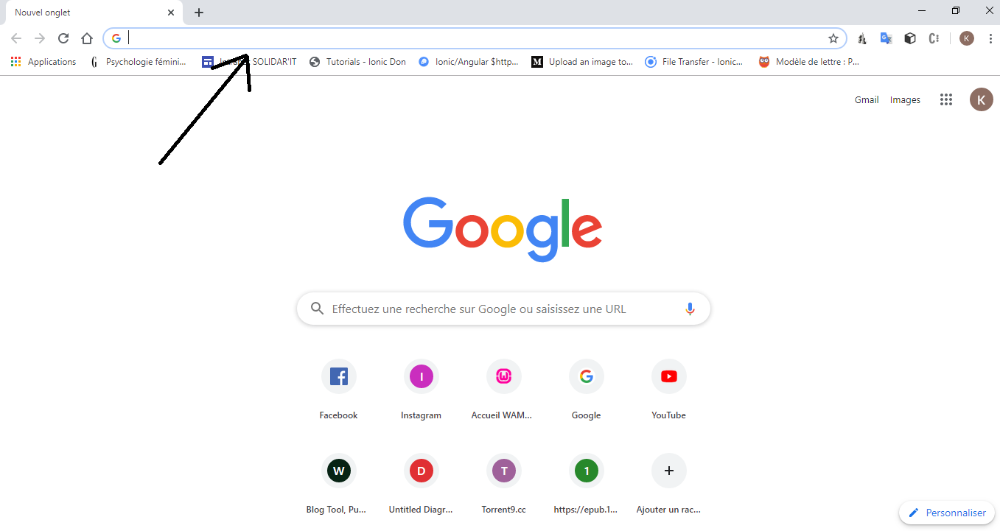 Nouvel onglet
Applications Psychologie fémini... SOLIDAR'IT Tutorials - Ionic Don Ionic/Angular $http... Upload an image to... File Transfer - Ionic... Modèle de lettre : P...
Gmail Images K
Google
Effectuez une recherche sur Google ou saisissez une URL
Facebook Instagram Accueil WAM... Google YouTube
Blog Tool, Pu... Untitled Diagr... Torrent9.cc https://epub.1... Ajouter un rac...
Personnaliser